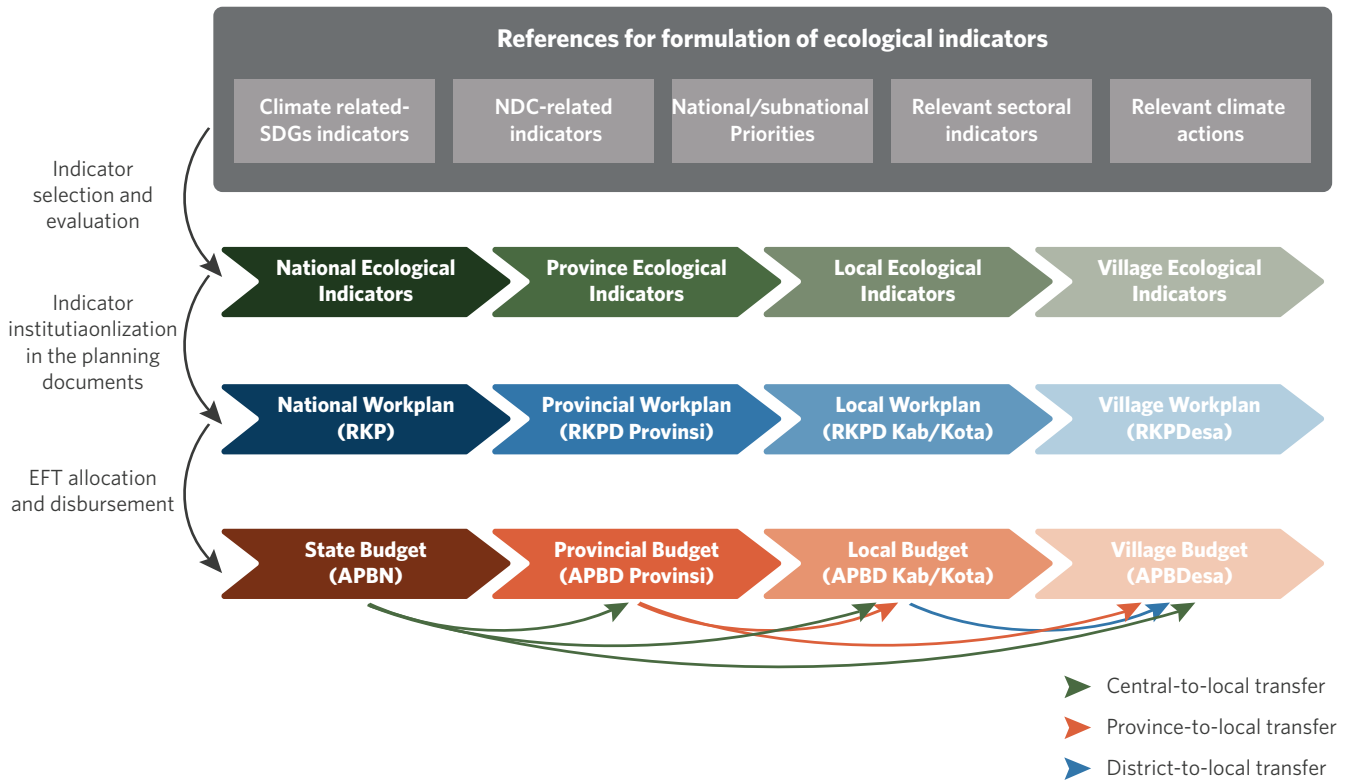 References for formulation of ecological indicators
Climate related-
SDGs indicators
NDC-related
indicators
National/subnational
Priorities
Relevant sectoral
indicators
Relevant climate
actions
Indicator
selection and
evaluation
National Ecological
Indicators
Province Ecological
Indicators
Local Ecological
Indicators
Village Ecological
Indicators
Indicator
institutiaonlization
in the planning
documents
National Workplan
(RKP)
Provincial Workplan
(RKPD Provinsi)
Local Workplan
(RKPD Kab/Kota)
Village Workplan
(RKPDesa)
EFT allocation
and disbursement
State Budget
(APBN)
Provincial Budget
(APBD Provinsi)
Local Budget
(APBD Kab/Kota)
Village Budget
(APBDesa)
Central-to-local transfer
Province-to-local transfer
District-to-local transfer